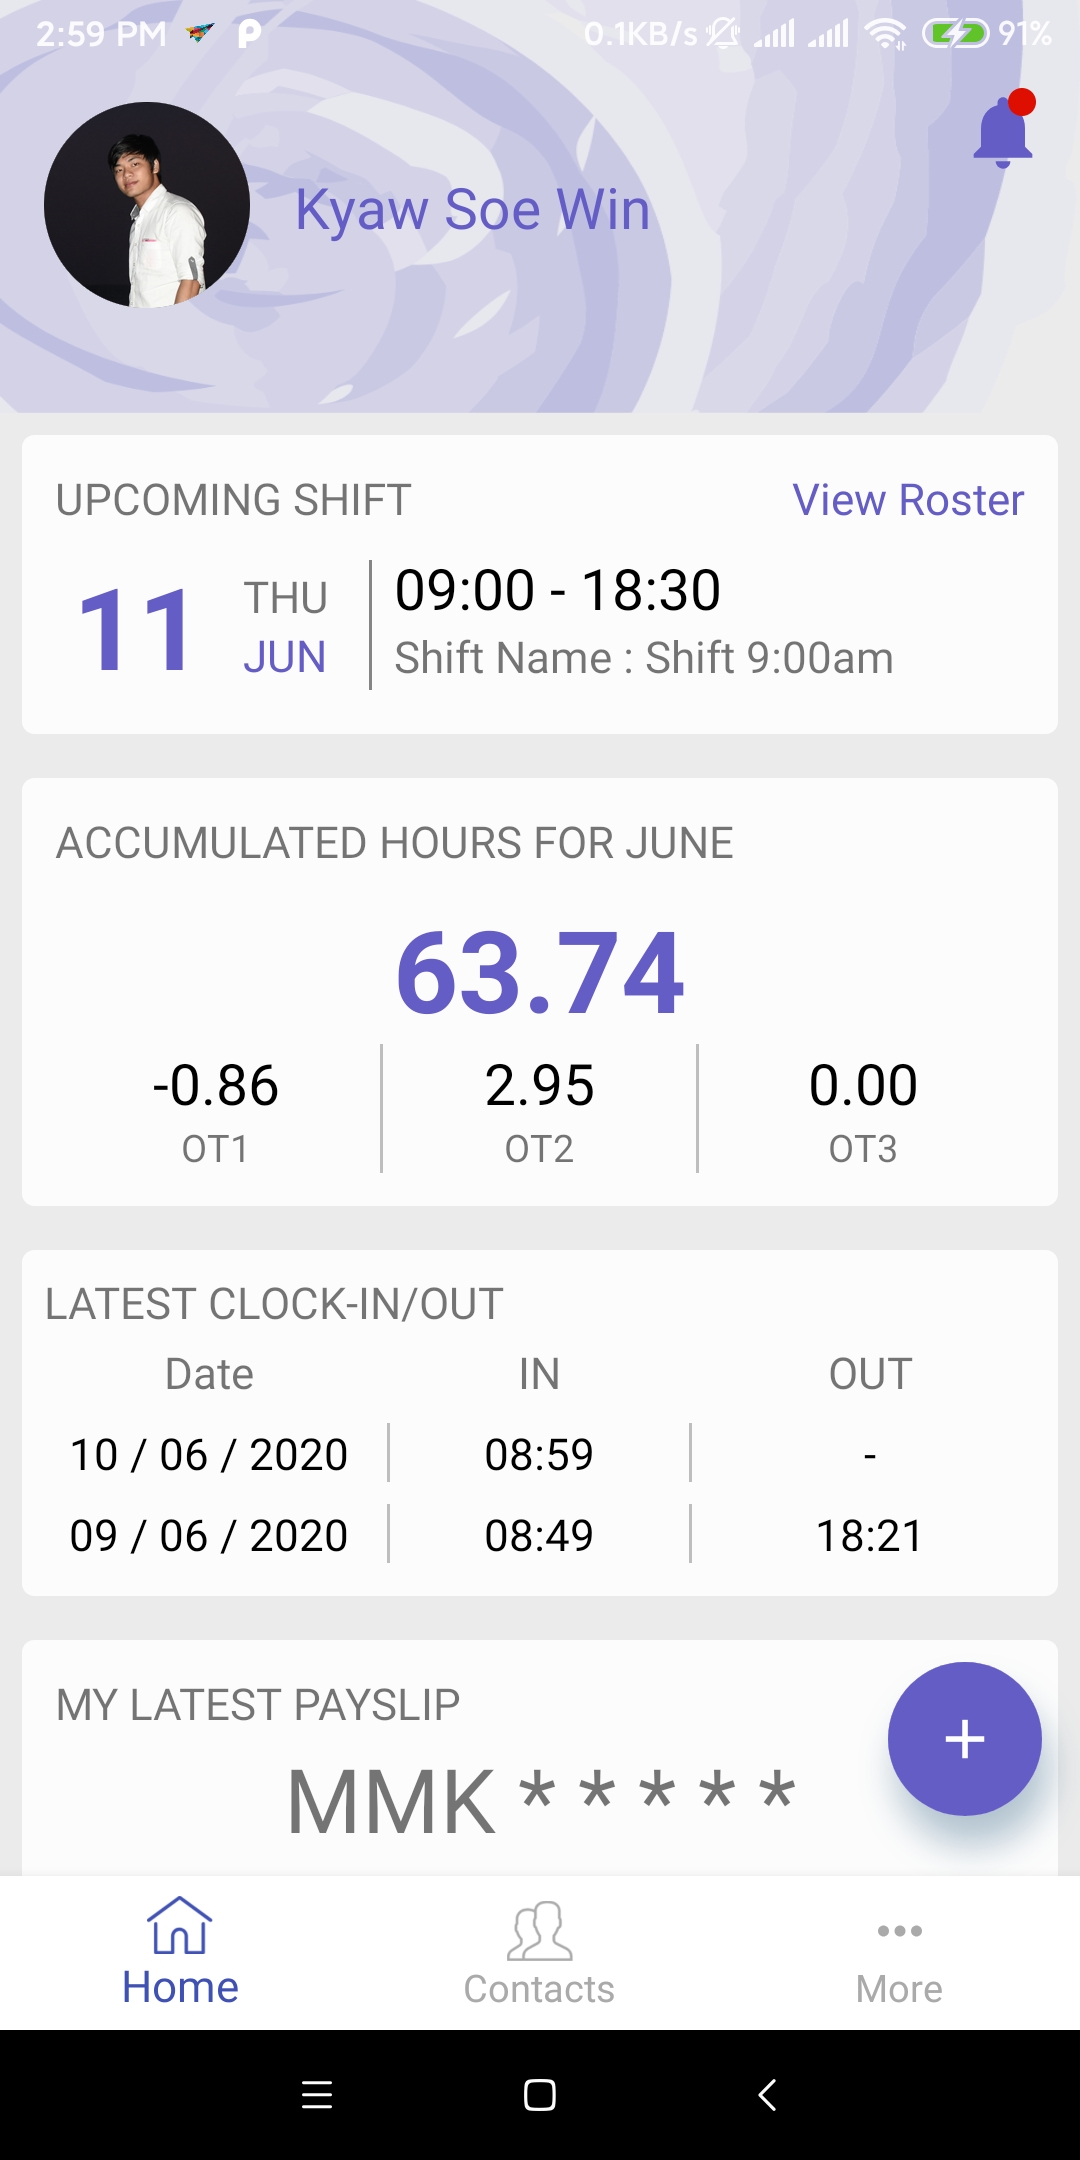 2:59 PM 0.1KB/s 91%
Kyaw Soe Win
UPCOMING SHIFT View Roster
11 THU JUN 09:00 - 18:30
Shift Name : Shift 9:00am
ACCUMULATED HOURS FOR JUNE
63.74
-0.86 2.95 0.00
OT1 OT2 OT3
LATEST CLOCK-IN/OUT
Date IN OUT
10 / 06 / 2020 08:59 -
09 / 06 / 2020 08:49 18:21
MY LATEST PAYSLIP
+
MMK * * * * *
Home Contacts More